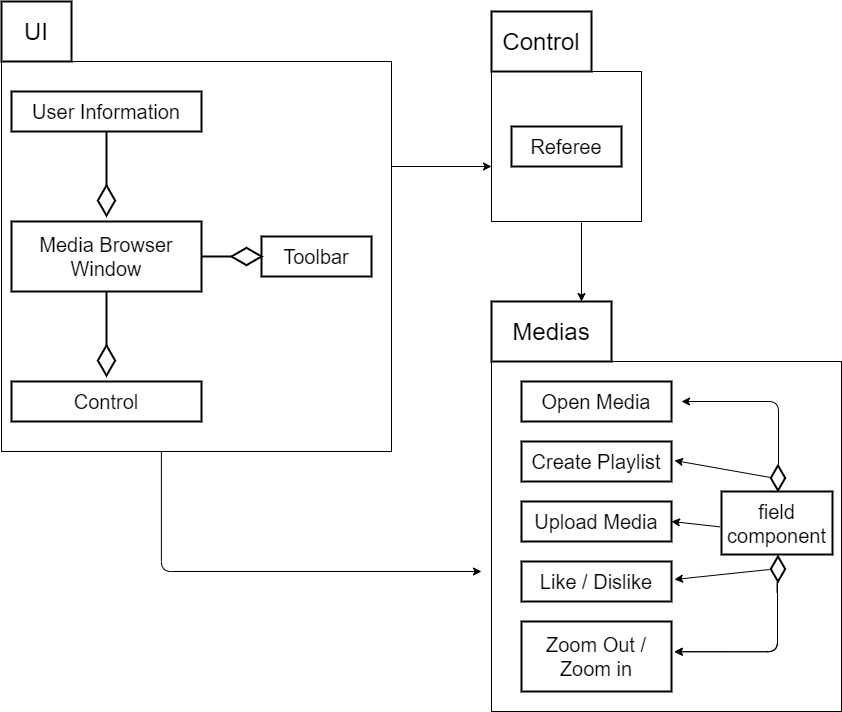 UI
User Information
Media Browser
Window
Toolbar
Control
Control
Referee
Medias
Open Media
Create Playlist
Upload Media
Like / Dislike
Zoom Out /
Zoom in
field
component